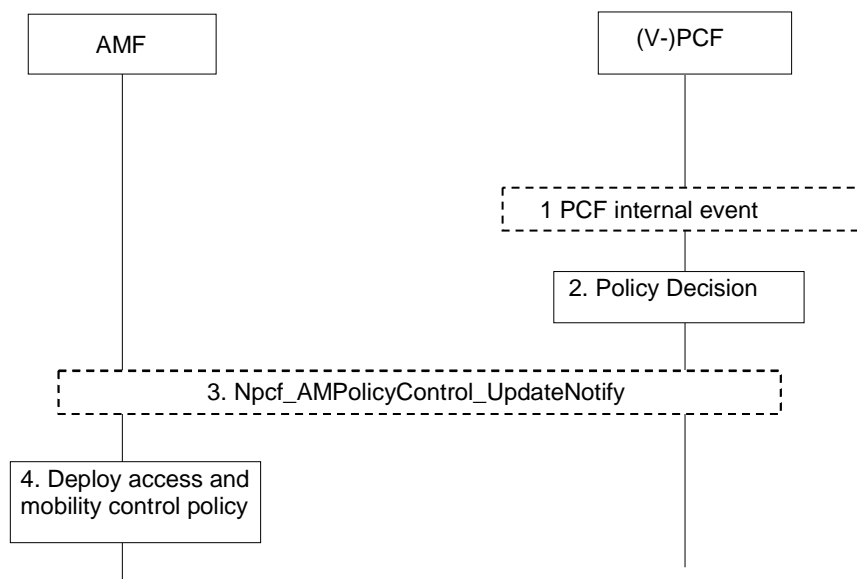 AMF
(V-)PCF
1 PCF internal event
2. Policy Decision
3. Npcf_AMPolicyControl_UpdateNotify
4. Deploy access and
mobility control policy